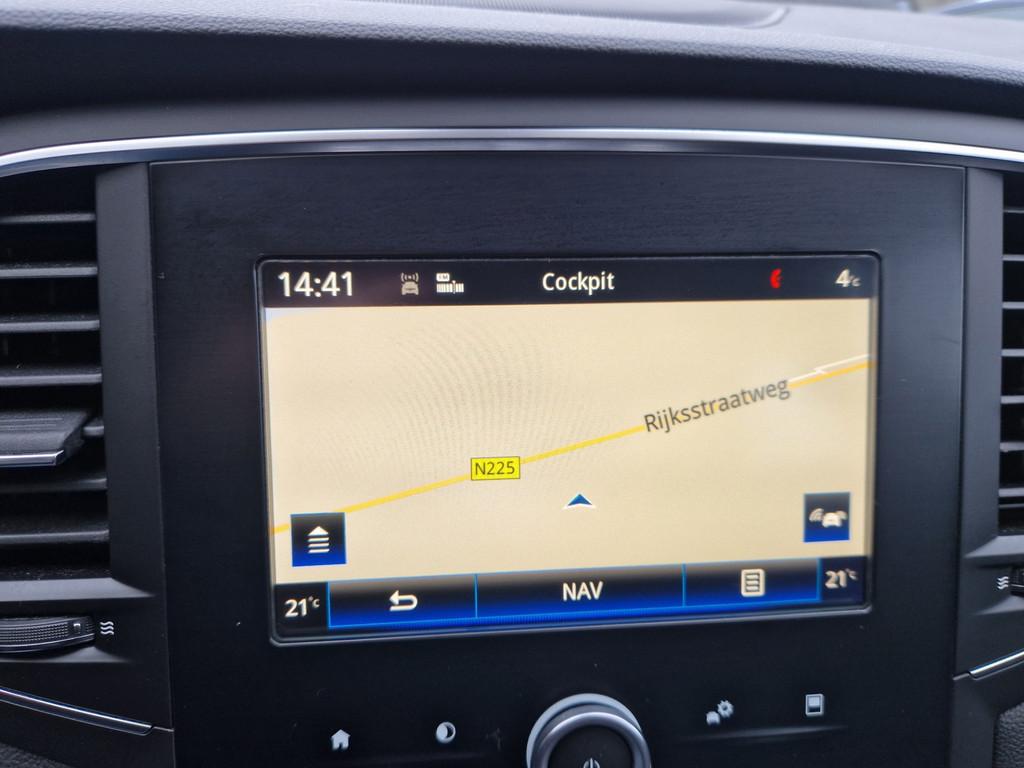 14:41
Cockpit
4°C
Rijksstraatweg
N225
21°C
NAV
21°C